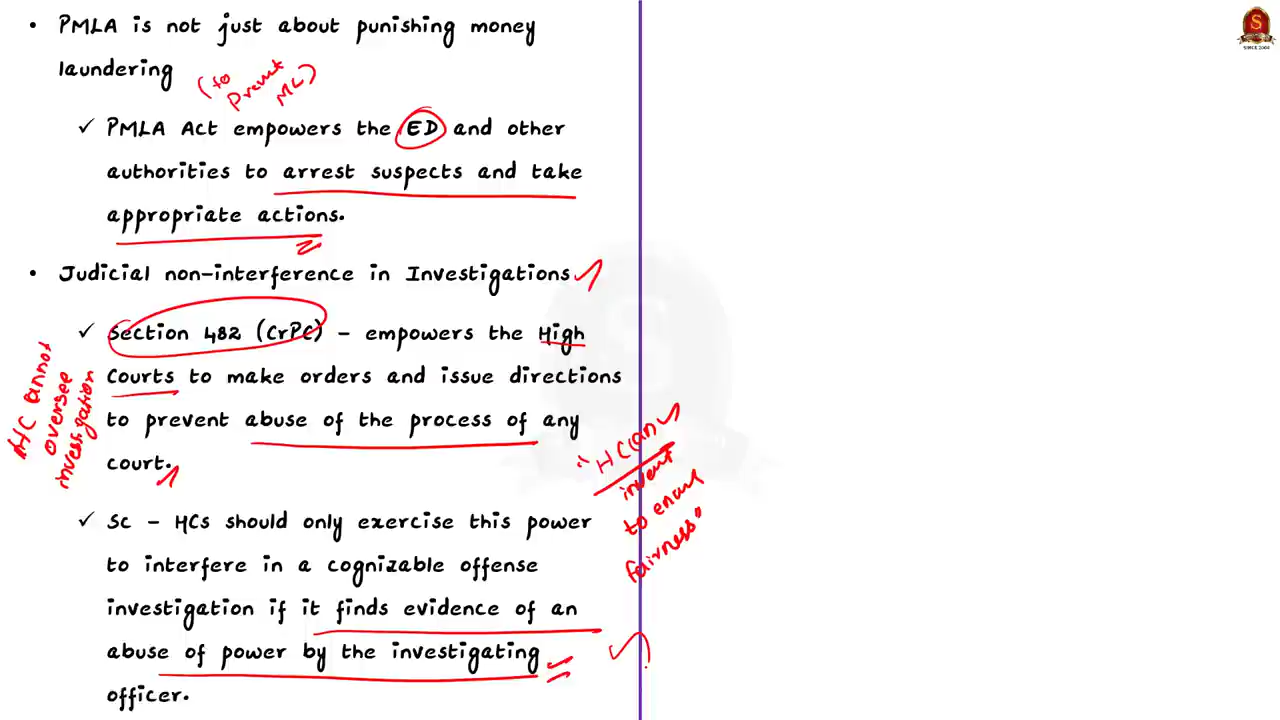 • PMLA is not just about punishing money
laundering
(to
Prevent
ML)
✓ PMLA Act empowers the ED and other
authorities to arrest suspects and take
appropriate actions.
• Judicial non-interference in Investigations
✓ Section 482 (CrPC) - empowers the High
Courts to make orders and issue directions
to prevent abuse of the process of any
court.
HC cannot
oversee
investigation
"HC can
to ensure
fairness"
✓ SC - HCs should only exercise this power
to interfere in a cognizable offense
investigation if it finds evidence of an
abuse of power by the investigating
officer.
S
SINCE 2004